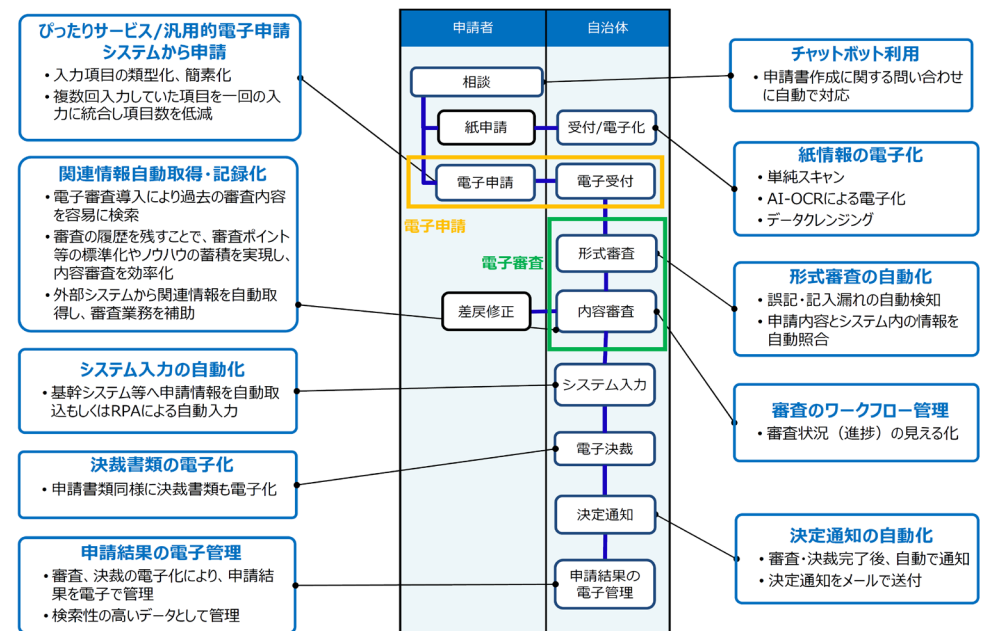 ぴったりサービス/汎用的電子申請
システムから申請
・入力項目の類型化、簡素化
・複数回入力していた項目を一回の入
力に統合し項目数を低減
関連情報自動取得・記録化
・電子審査導入により過去の審査内容
を容易に検索
・審査の履歴を残すことで、審査ポイント
等の標準化やノウハウの蓄積を実現し、
内容審査を効率化
・外部システムから関連情報を自動取
得し、審査業務を補助
システム入力の自動化
・基幹システム等へ申請情報を自動取
込もしくはRPAによる自動入力
決裁書類の電子化
・申請書類同様に決裁書類も電子化
申請結果の電子管理
・審査、決裁の電子化により、申請結
果を電子で管理
・検索性の高いデータとして管理
申請者
自治体
相談
紙申請
受付/電子化
電子申請
電子受付
電子申請
電子審査
形式審査
差戻修正
内容審査
システム入力
電子決裁
決定通知
申請結果の
電子管理
チャットボット利用
・申請書作成に関する問い合わせ
に自動で対応
紙情報の電子化
・単純スキャン
・AI-OCRによる電子化
・データクレンジング
形式審査の自動化
・誤記・記入漏れの自動検知
・申請内容とシステム内の情報を
自動照合
審査のワークフロー管理
・審査状況（進捗）の見える化
決定通知の自動化
・審査・決裁完了後、自動で通知
・決定通知をメールで送付